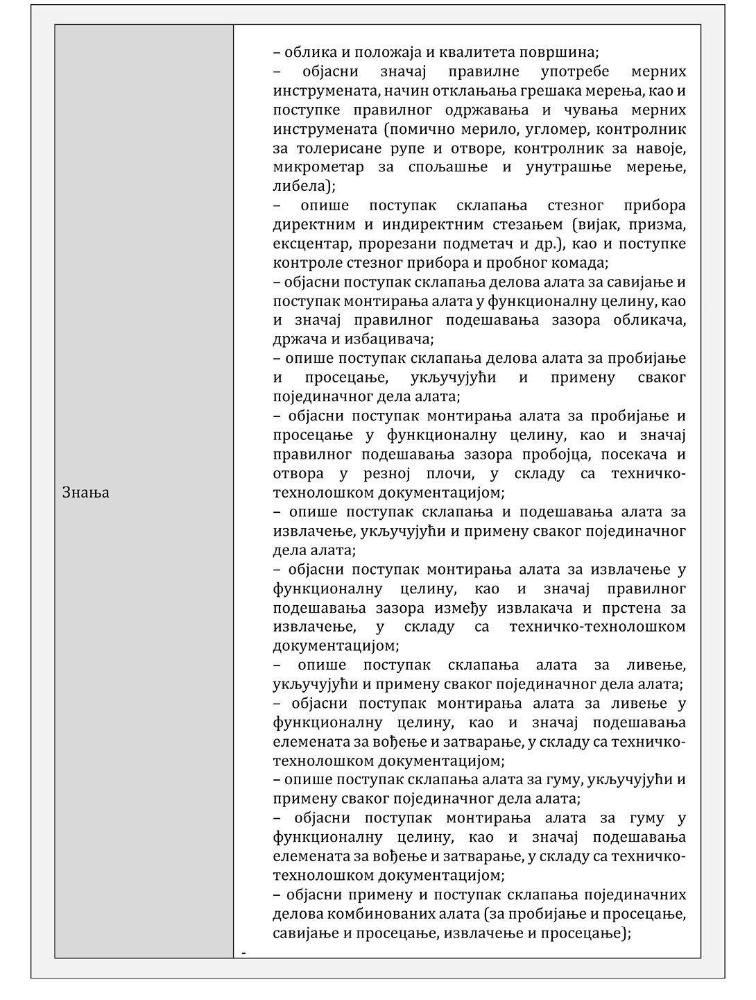 – облика и положаја и квалитета површина;
– објасни значај правилне употребе мерних
инструмената, начин отклањања грешака мерења, као и
поступке правилног одржавања и чувања мерних
инструмената (помично мерило, угломер, контролник
за толерисане рупе и отворе, контролник за навоје,
микрометар за спољашње и унутрашње мерење,
либела);
– опише поступак склапања стезног прибора
директним и индиректним стезањем (вијак, призма,
ексцентар, прорезани подметач и др.), као и поступке
контроле стезног прибора и пробног комада;
– објасни поступак склапања делова алата за савијање и
поступак монтирања алата у функционалну целину, као
и значај правилног подешавања зазора обликача,
држача и избацивача;
– опише поступак склапања делова алата за пробијање
и просецање, укључујући и примену сваког
појединачног дела алата;
– објасни поступак монтирања алата за пробијање и
просецање у функционалну целину, као и значај
правилног подешавања зазора пробојца, посекача и
отвора у резној плочи, у складу са техничко-
Знања
технолошком документацијом;
– опише поступак склапања и подешавања алата за
извлачење, укључујући и примену сваког појединачног
дела алата;
– објасни поступак монтирања алата за извлачење у
функционалну целину, као и значај правилног
подешавања зазора између извлакача и прстена за
извлачење, у складу са техничко-технолошком
документацијом;
– опише поступак склапања алата за ливење,
укључујући и примену сваког појединачног дела алата;
– објасни поступак монтирања алата за ливење у
функционалну целину, као и значај подешавања
елемената за вођење и затварање, у складу са техничко-
технолошком документацијом;
– опише поступак склапања алата за гуму, укључујући и
примену сваког појединачног дела алата;
– објасни поступак монтирања алата за гуму у
функционалну целину, као и значај подешавања
елемената за вођење и затварање, у складу са техничко-
технолошком документацијом;
– објасни примену и поступак склапања појединачних
делова комбинованих алата (за пробијање и просецање,
савијање и просецање, извлачење и просецање);
-